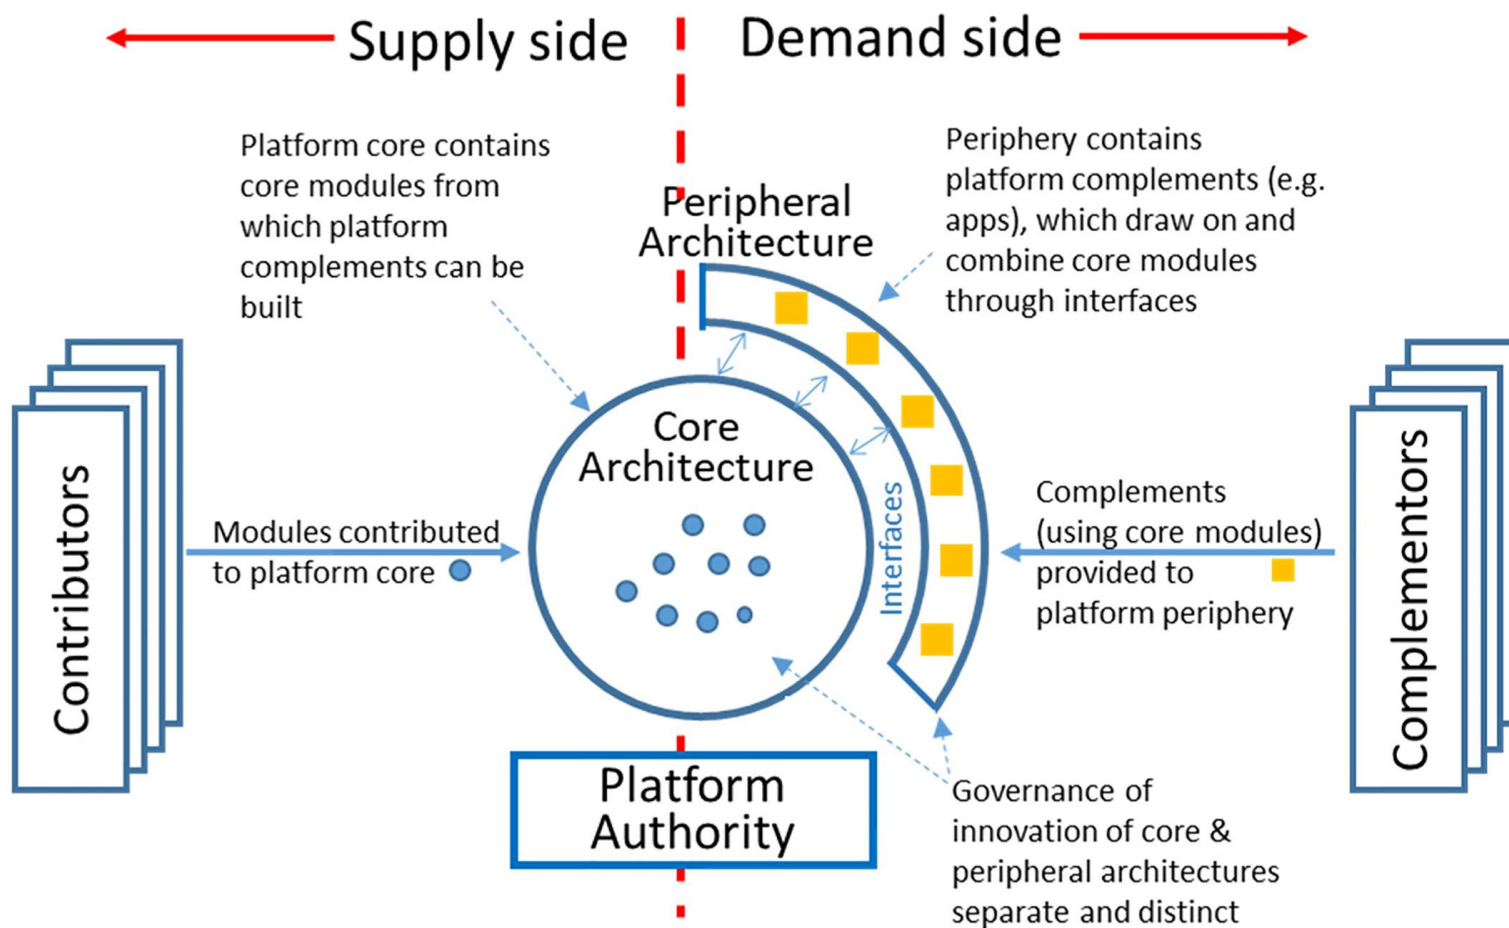 Supply side
Demand side
Platform core contains
core modules from
which platform
complements can be
built
Periphery contains
platform complements (e.g.
apps), which draw on and
combine core modules
through interfaces
Peripheral
Architecture
Core
Architecture
Interfaces
Contributors
Modules contributed
to platform core
Complements
(using core modules)
provided to
platform periphery
Complementors
Platform
Authority
Governance of
innovation of core &
peripheral architectures
separate and distinct